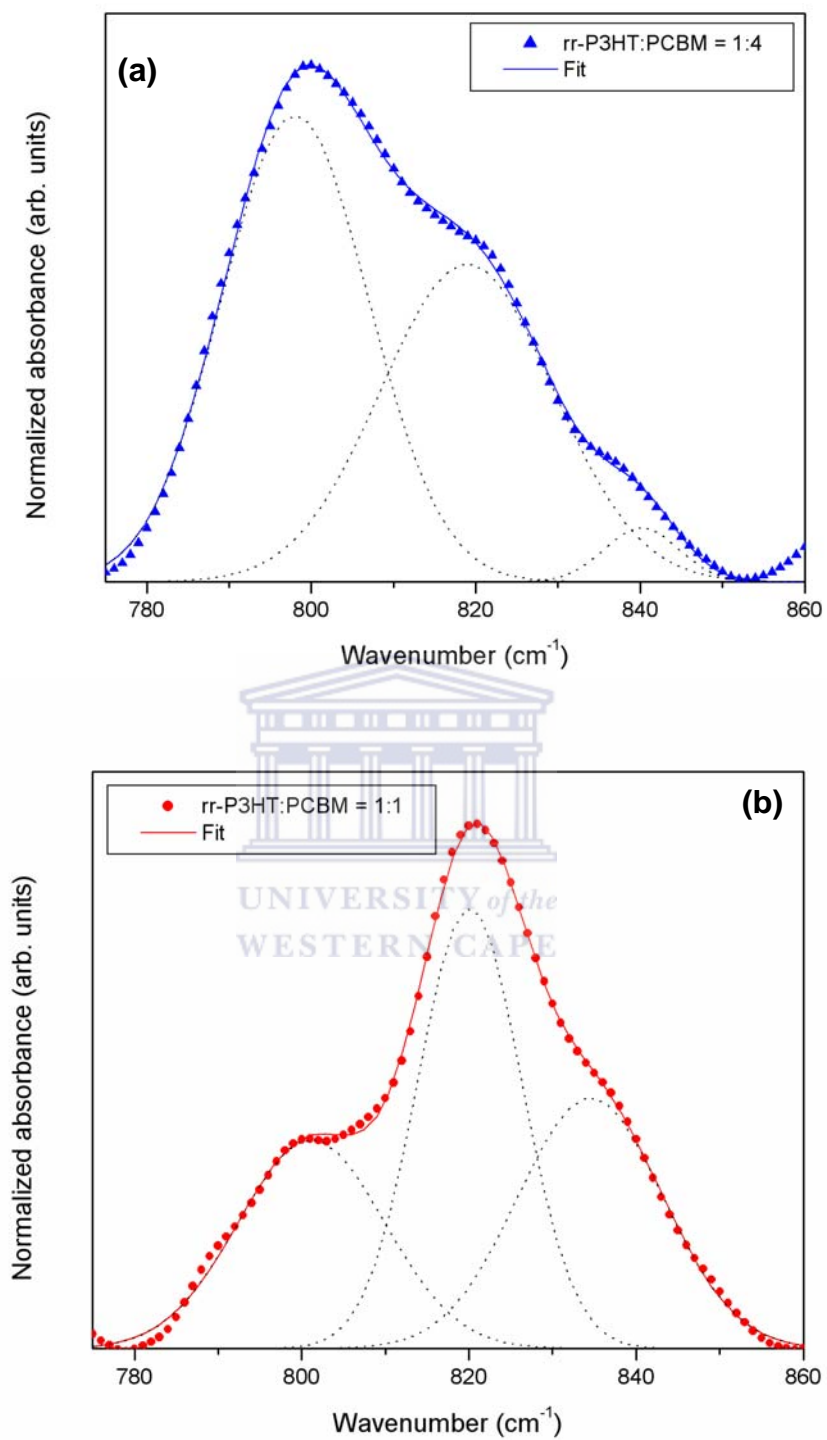 (a)
rr-P3HT:PCBM = 1:4
Fit
Normalized absorbance (arb. units)
780 800 820 840 860
Wavenumber (cm⁻¹)
(b)
rr-P3HT:PCBM = 1:1
Fit
UNIVERSITY of the
WESTERN CAPE
Normalized absorbance (arb. units)
780 800 820 840 860
Wavenumber (cm⁻¹)